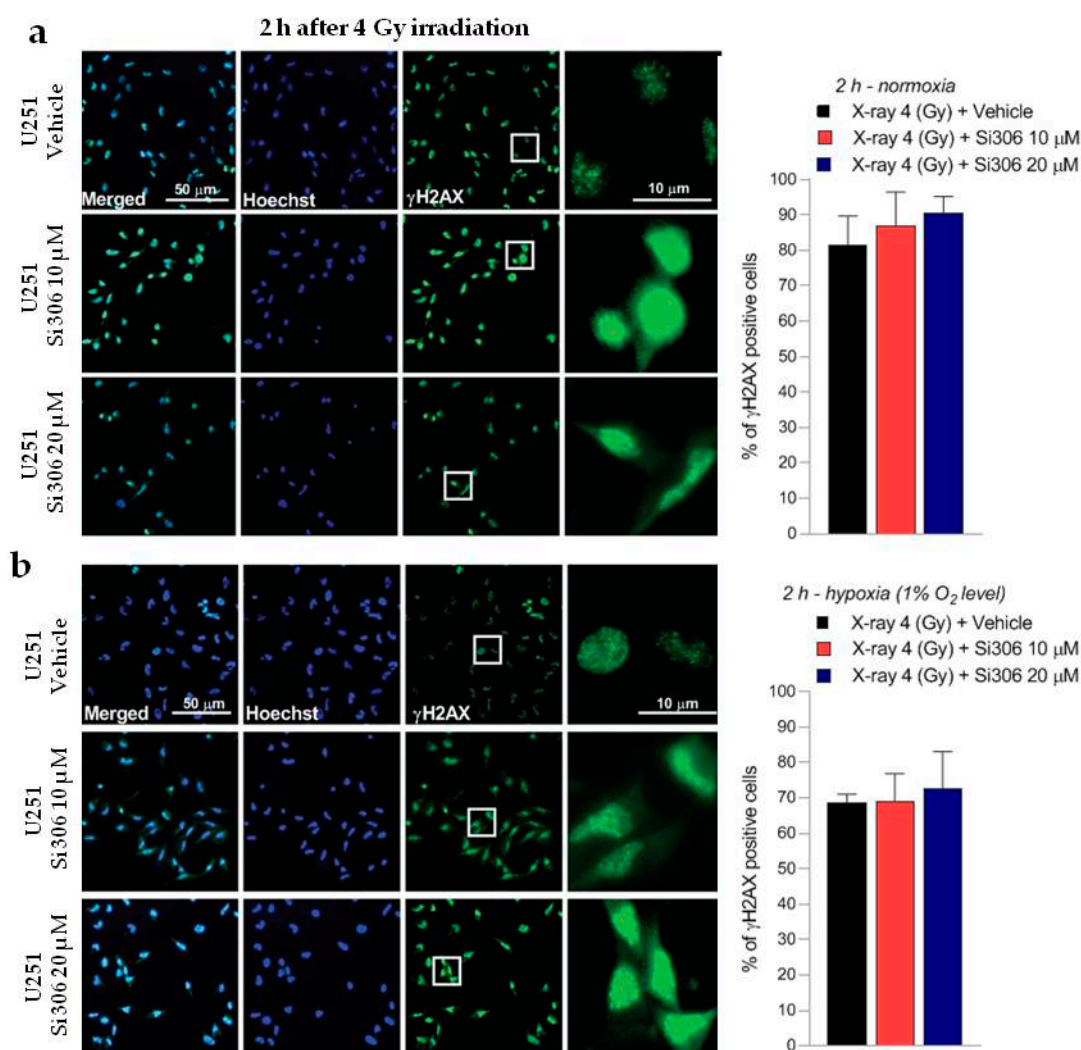 a
2 h after 4 Gy irradiation
U251
Vehicle
Merged
50 μm
Hoechst
γH2AX
10 μm
U251
Si306 10 μM
U251
Si306 20 μM
2 h - normoxia
X-ray 4 (Gy) + Vehicle
X-ray 4 (Gy) + Si306 10 μM
X-ray 4 (Gy) + Si306 20 μM
% of γH2AX positive cells
100
90
80
70
60
50
40
30
20
10
0
b
U251
Vehicle
Merged
50 μm
Hoechst
γH2AX
10 μm
U251
Si306 10 μM
U251
Si306 20 μM
2 h - hypoxia (1% O2 level)
X-ray 4 (Gy) + Vehicle
X-ray 4 (Gy) + Si306 10 μM
X-ray 4 (Gy) + Si306 20 μM
% of γH2AX positive cells
100
90
80
70
60
50
40
30
20
10
0